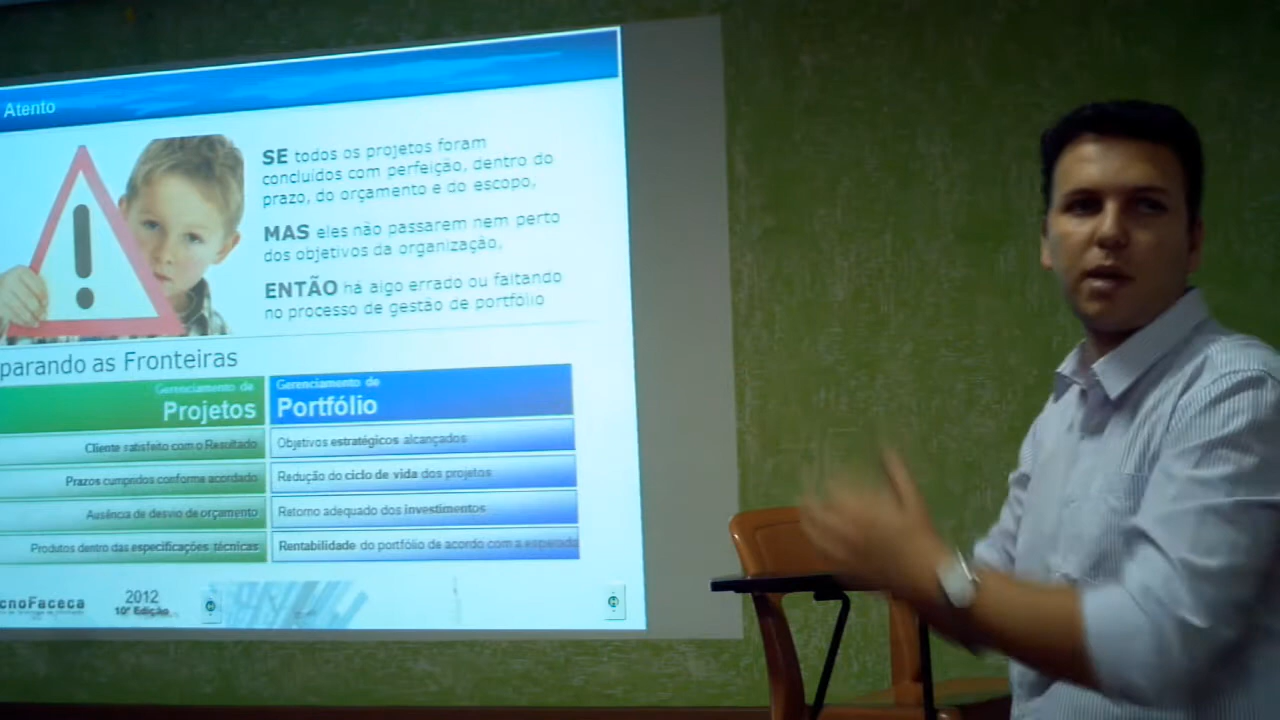 Atento
SE todos os projetos foram
concluídos com perfeição, dentro do
prazo, do orçamento e do escopo,
MAS eles não passarem nem perto
dos objetivos da organização,
ENTÃO há algo errado ou faltando
no processo de gestão de portfólio
parando as Fronteiras
Gerenciamento de
Projetos
Gerenciamento de
Portfólio
Cliente satisfeito com o Resultado
Objetivos estratégicos alcançados
Prazos cumpridos conforme acordado
Redução do ciclo de vida dos projetos
Ausência de desvio de orçamento
Retorno adequado dos investimentos
Produtos dentro das especificações técnicas
Rentabilidade do portfólio de acordo com a esperada
cnoFaceca
2012
10ª Edição